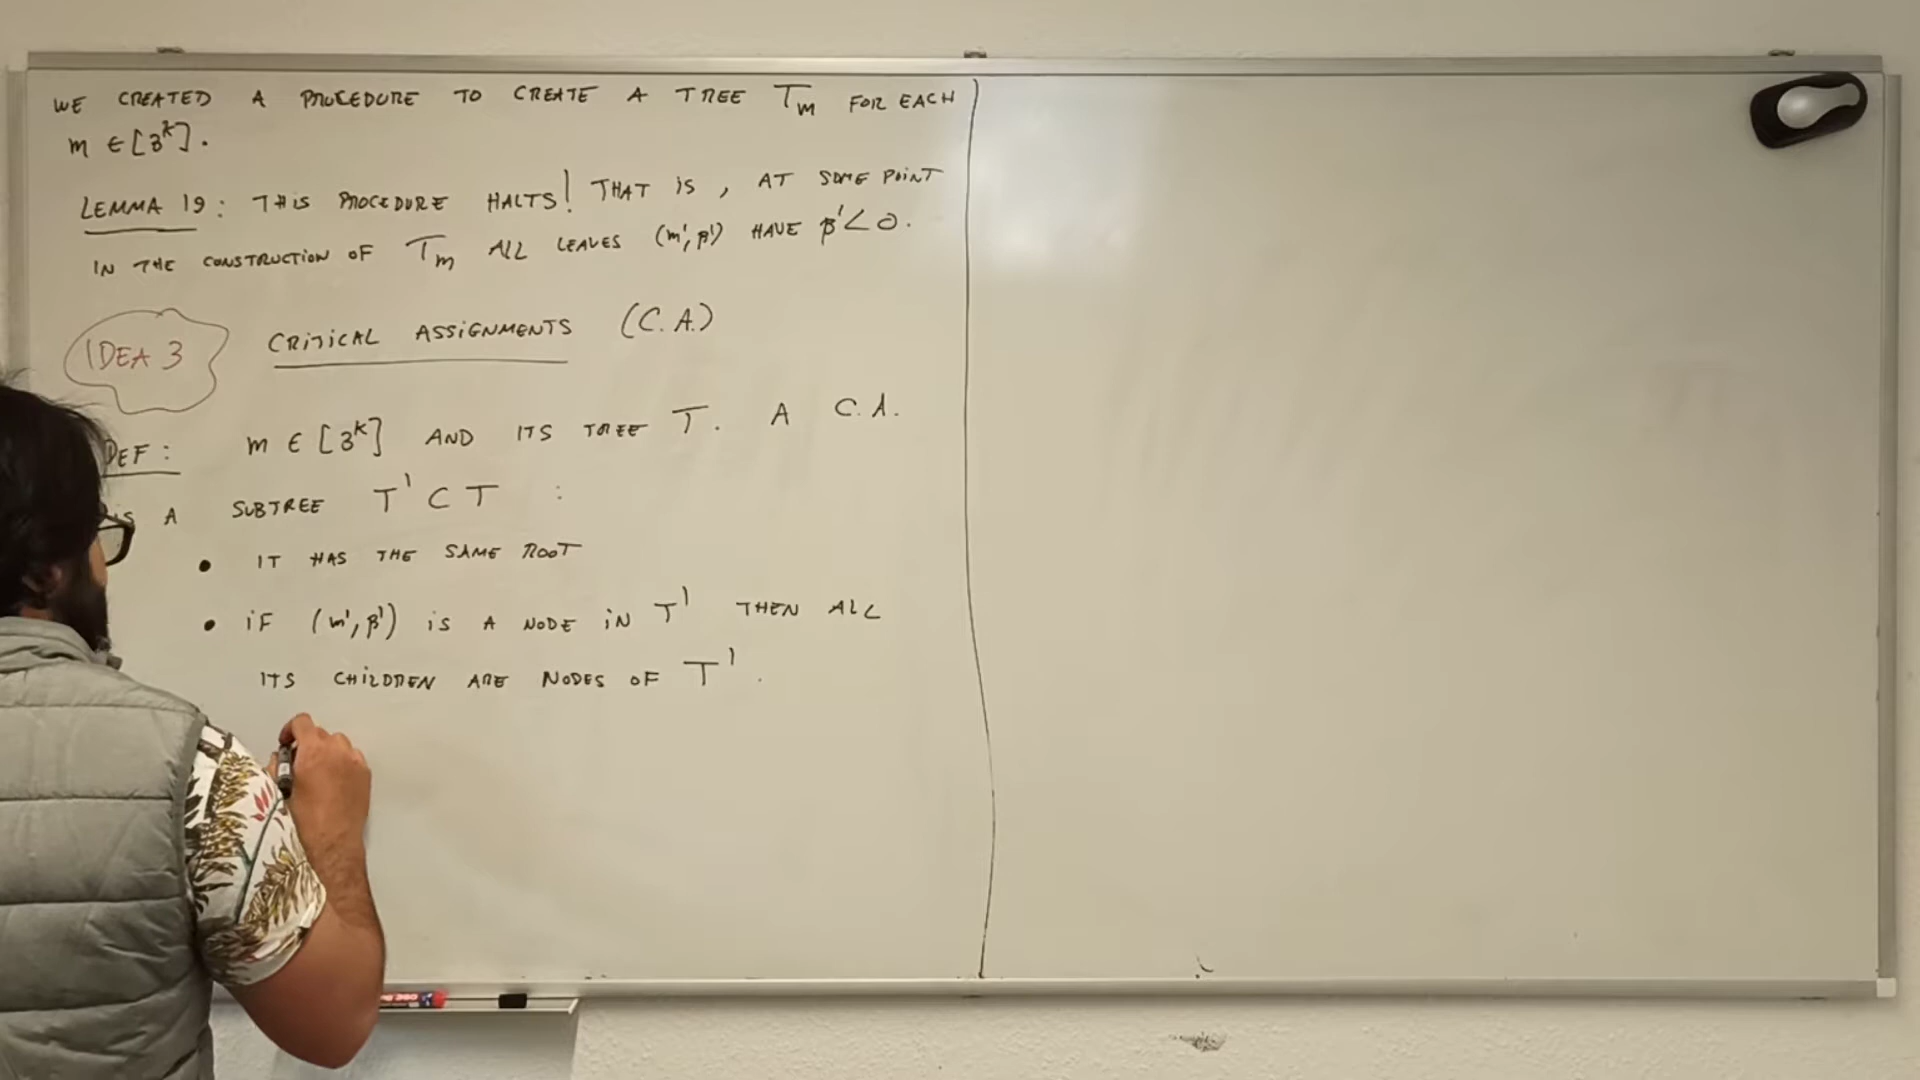 WE CREATED A PROCEDURE TO CREATE A TREE Tm FOR EACH
m ∈ [3^k].
LEMMA 19: THIS PROCEDURE HALTS! THAT IS, AT SOME POINT
IN THE CONSTRUCTION OF Tm ALL LEAVES (m', β') HAVE β' < 0.
IDEA 3 CRITICAL ASSIGNMENTS (C.A.)
DEF: m ∈ [3^k] AND ITS TREE T. A C.A.
IS A SUBTREE T' ⊂ T :
• IT HAS THE SAME ROOT
• IF (m', β') IS A NODE IN T' THEN ALL
ITS CHILDREN ARE NODES OF T'.